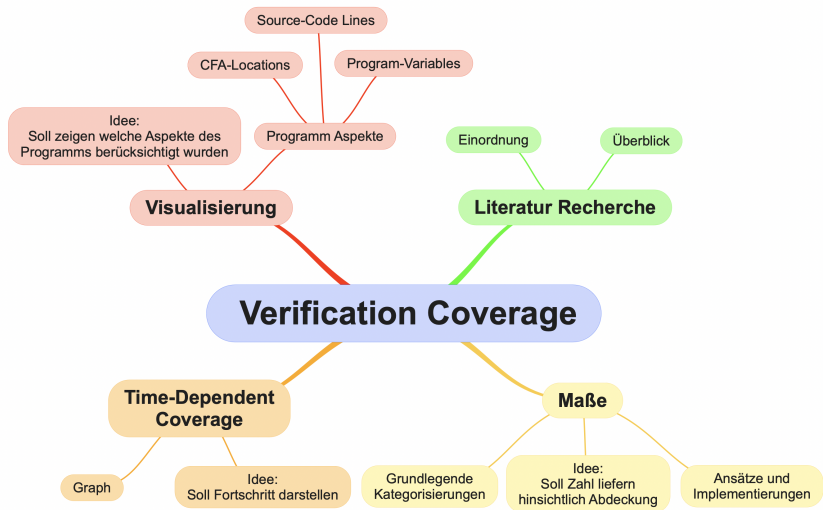 Source-Code Lines
CFA-Locations
Program-Variables
Idee:
Soll zeigen welche Aspekte des
Programms berücksichtigt wurden
Programm Aspekte
Visualisierung
Einordnung
Überblick
Literatur Recherche
Verification Coverage
Time-Dependent
Coverage
Graph
Idee:
Soll Fortschritt darstellen
Maße
Grundlegende
Kategorisierungen
Idee:
Soll Zahl liefern
hinsichtlich Abdeckung
Ansätze und
Implementierungen